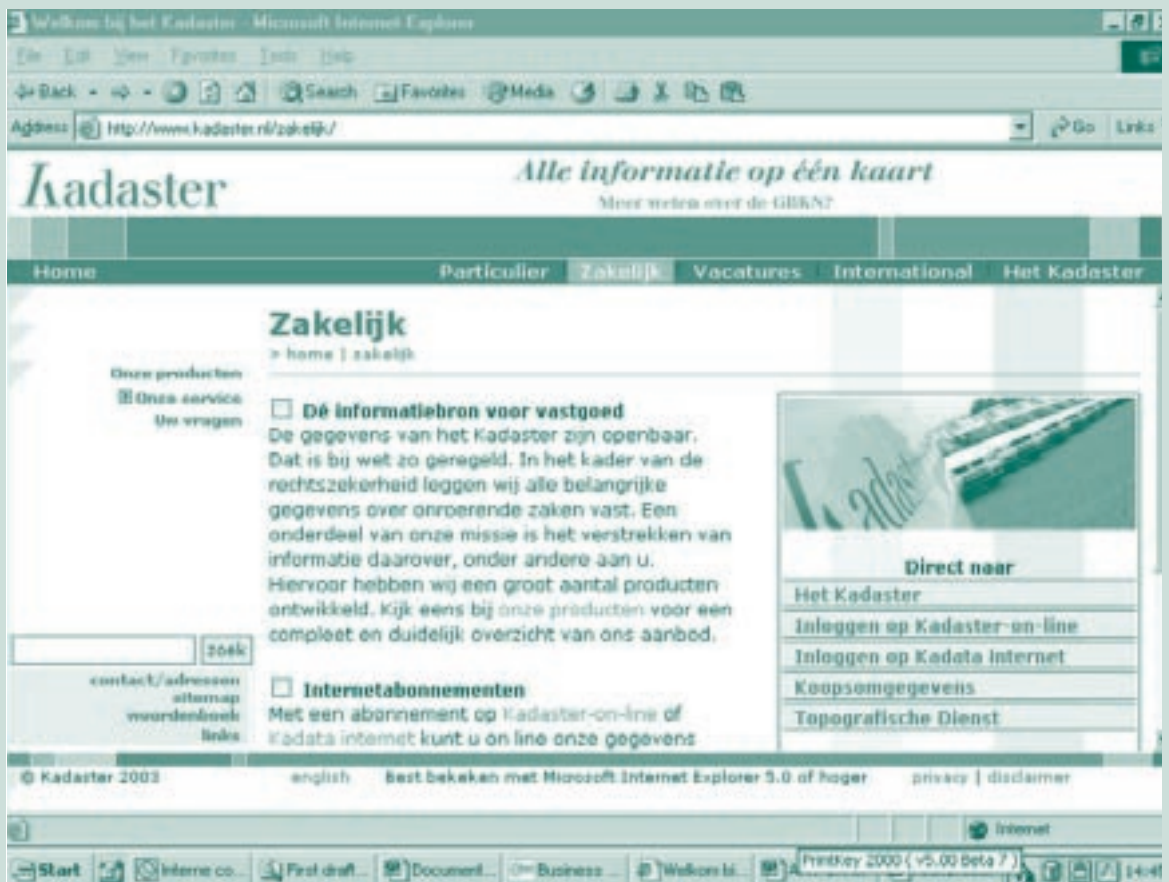 Welkom bij het Kadaster - Microsoft Internet Explorer
File Edit View Favorites Tools Help
Back Search Favorites Media
Address http://www.kadaster.nl/zakelijk/ Go Links
Kadaster
Alle informatie op één kaart
Meer weten over de GBKN?
Home Particulier Zakelijk Vacatures International Het Kadaster
Zakelijk
> home | zakelijk
Onze producten
Onze service
Uw vragen
Dé informatiebron voor vastgoed
De gegevens van het Kadaster zijn openbaar.
Dat is bij wet zo geregeld. In het kader van de
rechtszekerheid leggen wij alle belangrijke
gegevens over onroerende zaken vast. Een
onderdeel van onze missie is het verstrekken van
informatie daarover, onder andere aan u.
Hiervoor hebben wij een groot aantal producten
ontwikkeld. Kijk eens bij onze producten voor een
compleet en duidelijk overzicht van ons aanbod.
Internetabonnementen
Met een abonnement op Kadaster-on-line of
Kadata internet kunt u on line onze gegevens
zoek
contact/adressen
sitemap
woordenboek
links
Kadaster
Direct naar
Het Kadaster
Inloggen op Kadaster-on-line
Inloggen op Kadata Internet
Koopsomgegevens
Topografische Dienst
© Kadaster 2003 english Best bekeken met Microsoft Internet Explorer 5.0 of hoger privacy | disclaimer
Internet
Start Interne co... First draft... Document... Business ... Welkom bi... PrintKey 2000 ( v5.00 Beta 7 ) 14:45